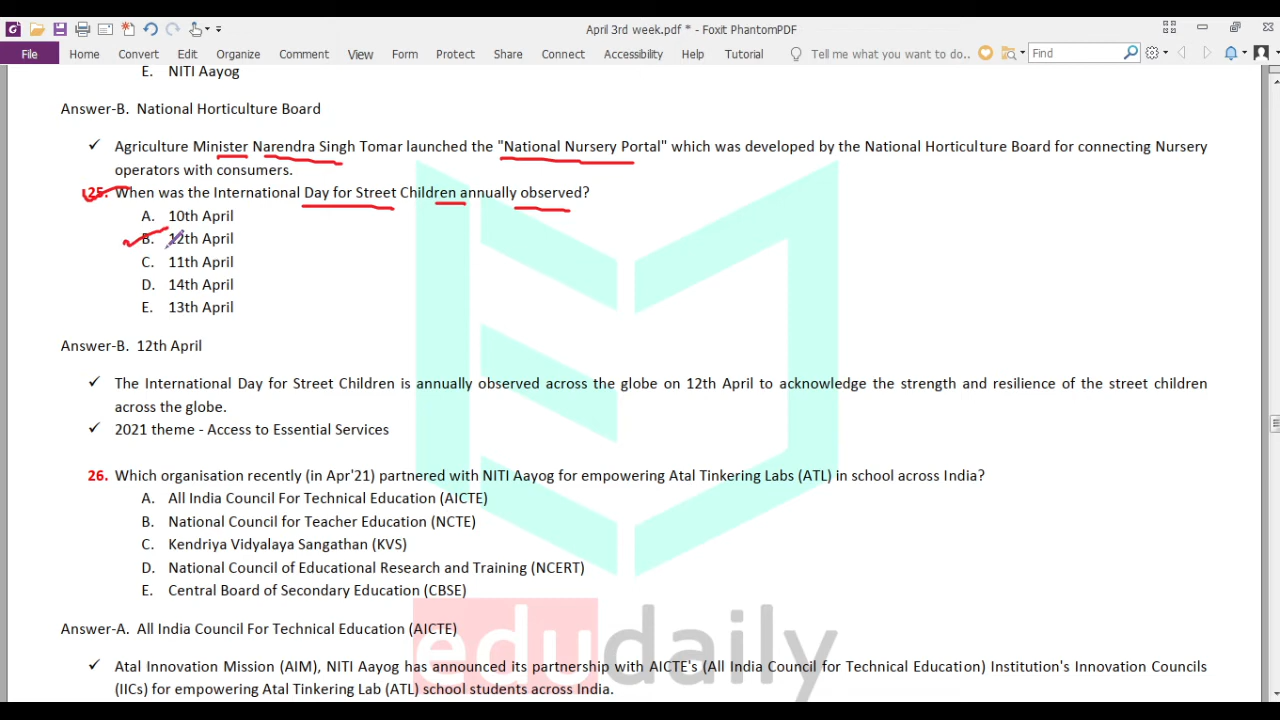 April 3rd week.pdf * - Foxit PhantomPDF
File Home Convert Edit Organize Comment View Form Protect Share Connect Accessibility Help Tutorial Tell me what you want to do.. Find
E. NITI Aayog
Answer-B. National Horticulture Board
✓ Agriculture Minister Narendra Singh Tomar launched the "National Nursery Portal" which was developed by the National Horticulture Board for connecting Nursery
operators with consumers.
25. When was the International Day for Street Children annually observed?
A. 10th April
B. 12th April
C. 11th April
D. 14th April
E. 13th April
Answer-B. 12th April
✓ The International Day for Street Children is annually observed across the globe on 12th April to acknowledge the strength and resilience of the street children
across the globe.
✓ 2021 theme - Access to Essential Services
26. Which organisation recently (in Apr'21) partnered with NITI Aayog for empowering Atal Tinkering Labs (ATL) in school across India?
A. All India Council For Technical Education (AICTE)
B. National Council for Teacher Education (NCTE)
C. Kendriya Vidyalaya Sangathan (KVS)
D. National Council of Educational Research and Training (NCERT)
E. Central Board of Secondary Education (CBSE)
Answer-A. All India Council For Technical Education (AICTE)
edudaily
✓ Atal Innovation Mission (AIM), NITI Aayog has announced its partnership with AICTE's (All India Council for Technical Education) Institution's Innovation Councils
(IICs) for empowering Atal Tinkering Lab (ATL) school students across India.